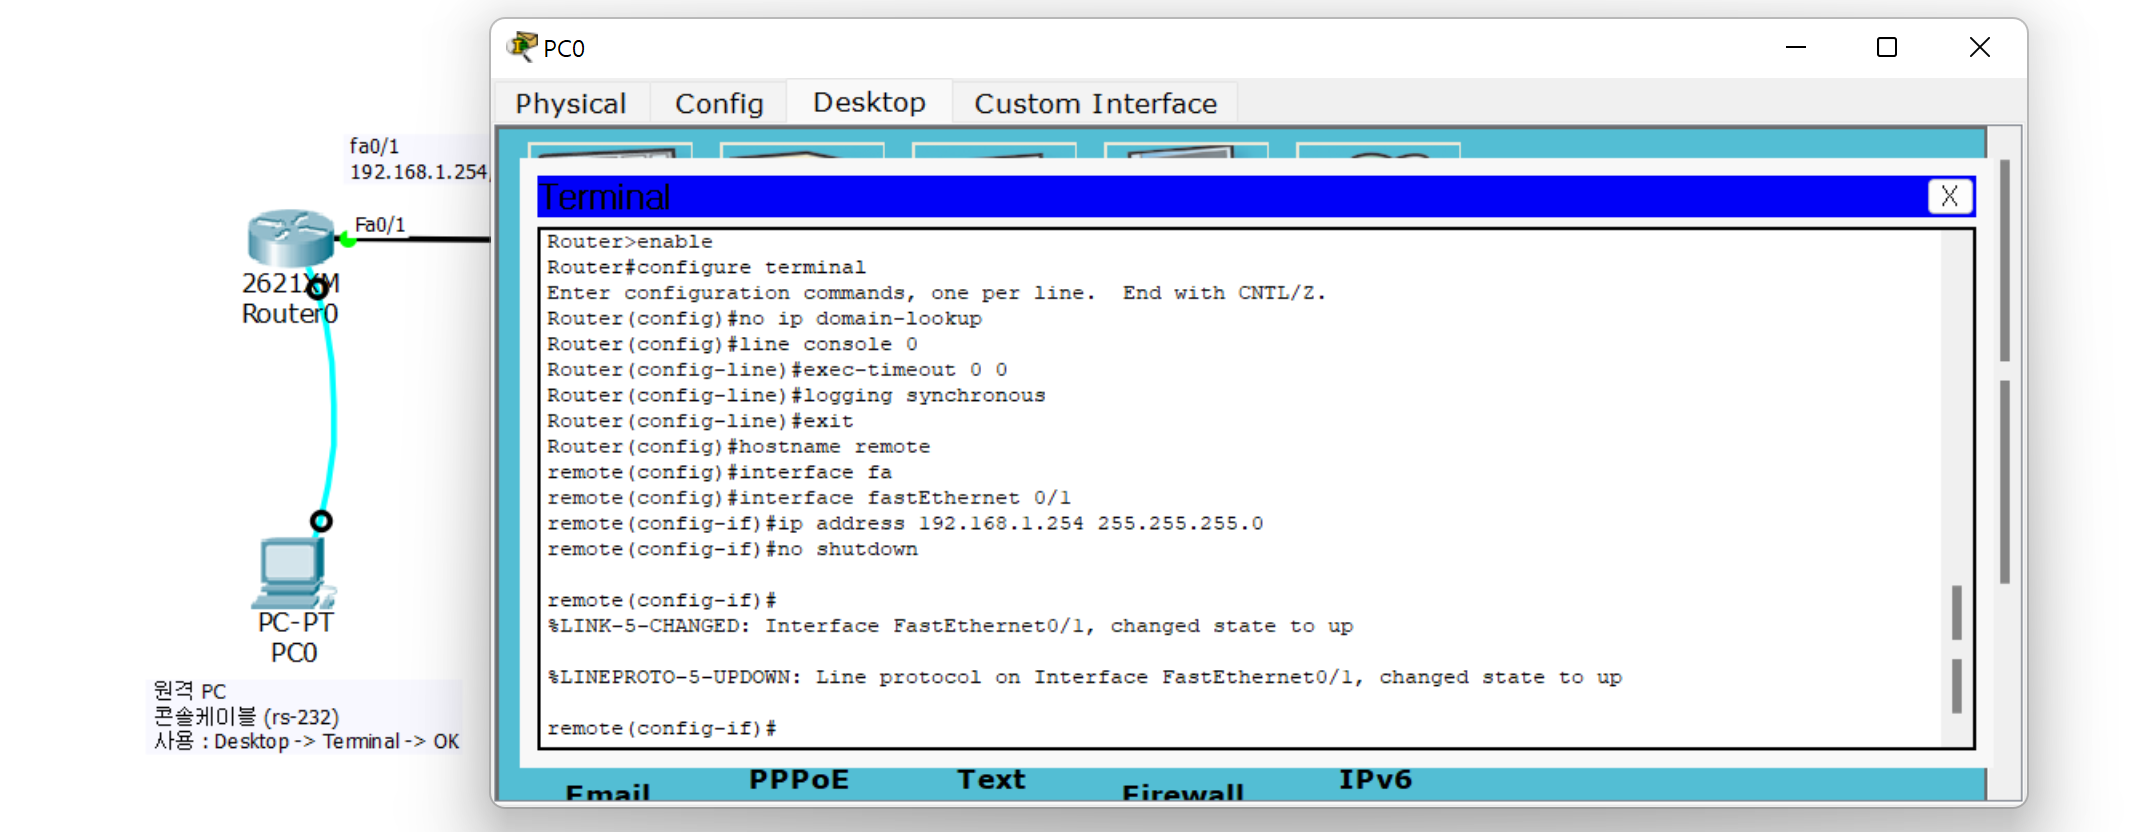 PC0
Physical
Config
Desktop
Custom Interface
fa0/1
192.168.1.254
Fa0/1
2621XM
Router0
PC-PT
PC0
원격 PC
콘솔케이블 (rs-232)
사용 : Desktop -> Terminal -> OK
Terminal
X
Router>enable
Router#configure terminal
Enter configuration commands, one per line.  End with CNTL/Z.
Router(config)#no ip domain-lookup
Router(config)#line console 0
Router(config-line)#exec-timeout 0 0
Router(config-line)#logging synchronous
Router(config-line)#exit
Router(config)#hostname remote
remote(config)#interface fa
remote(config)#interface fastEthernet 0/1
remote(config-if)#ip address 192.168.1.254 255.255.255.0
remote(config-if)#no shutdown
remote(config-if)#
%LINK-5-CHANGED: Interface FastEthernet0/1, changed state to up
%LINEPROTO-5-UPDOWN: Line protocol on Interface FastEthernet0/1, changed state to up
remote(config-if)#
Email
PPPoE
Text
Firewall
IPv6